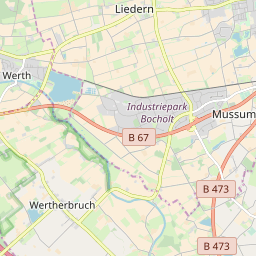 Liedern
Werth
Industriepark
Bocholt
Mussum
B 67
B 473
Wertherbruch
B 473